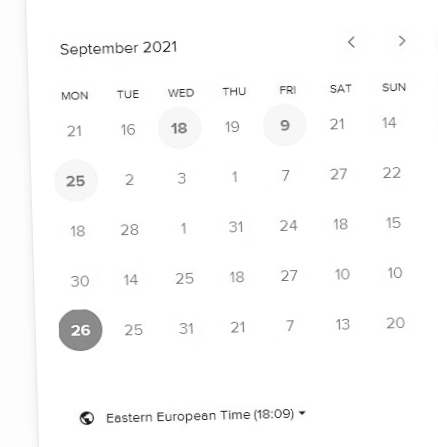 September 2021
MON TUE WED THU FRI SAT SUN
21 16 18 19 9 21 14
25 2 3 1 7 27 22
18 28 1 31 24 18 15
30 14 25 18 27 10 10
26 25 31 21 7 13 20
Eastern European Time (18:09)